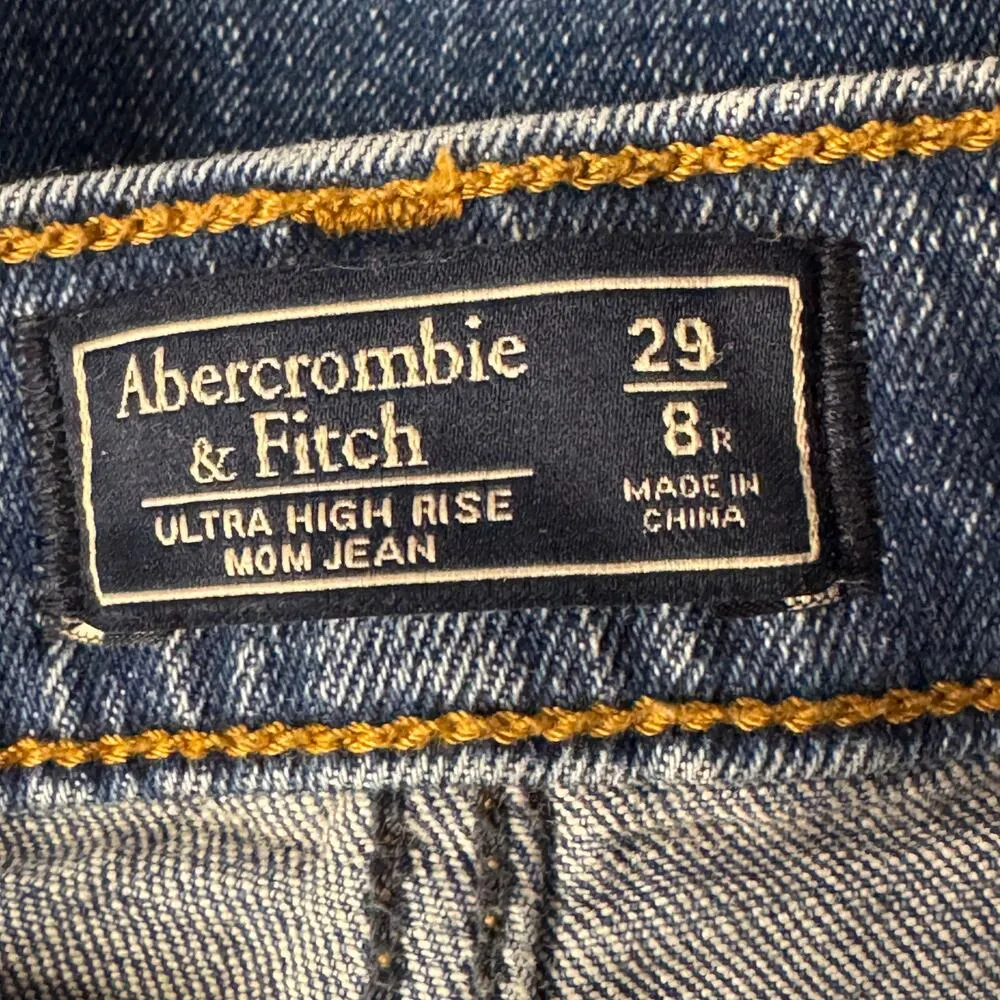 Abercrombie
& Fitch
ULTRA HIGH RISE
MOM JEAN
29
8R
MADE IN
CHINA